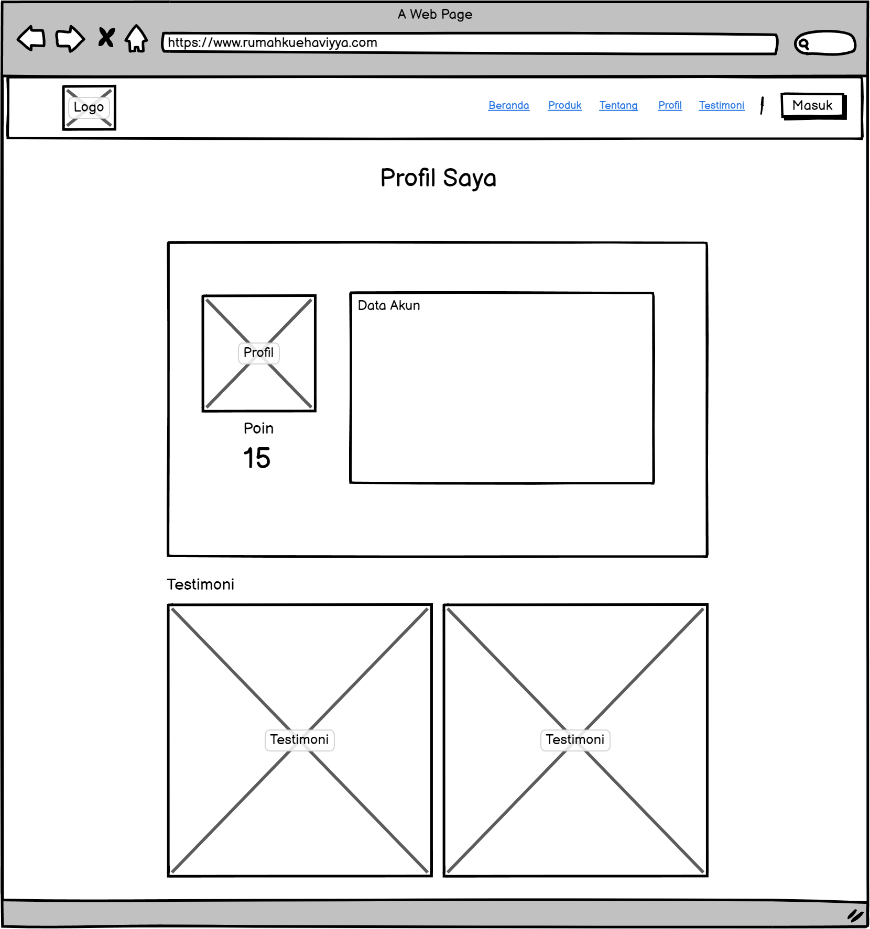 A Web Page
https://www.rumahkuehaviyya.com
Logo
Beranda Produk Tentang Profil Testimoni Masuk
Profil Saya
Data Akun
Profil
Poin
15
Testimoni
Testimoni Testimoni